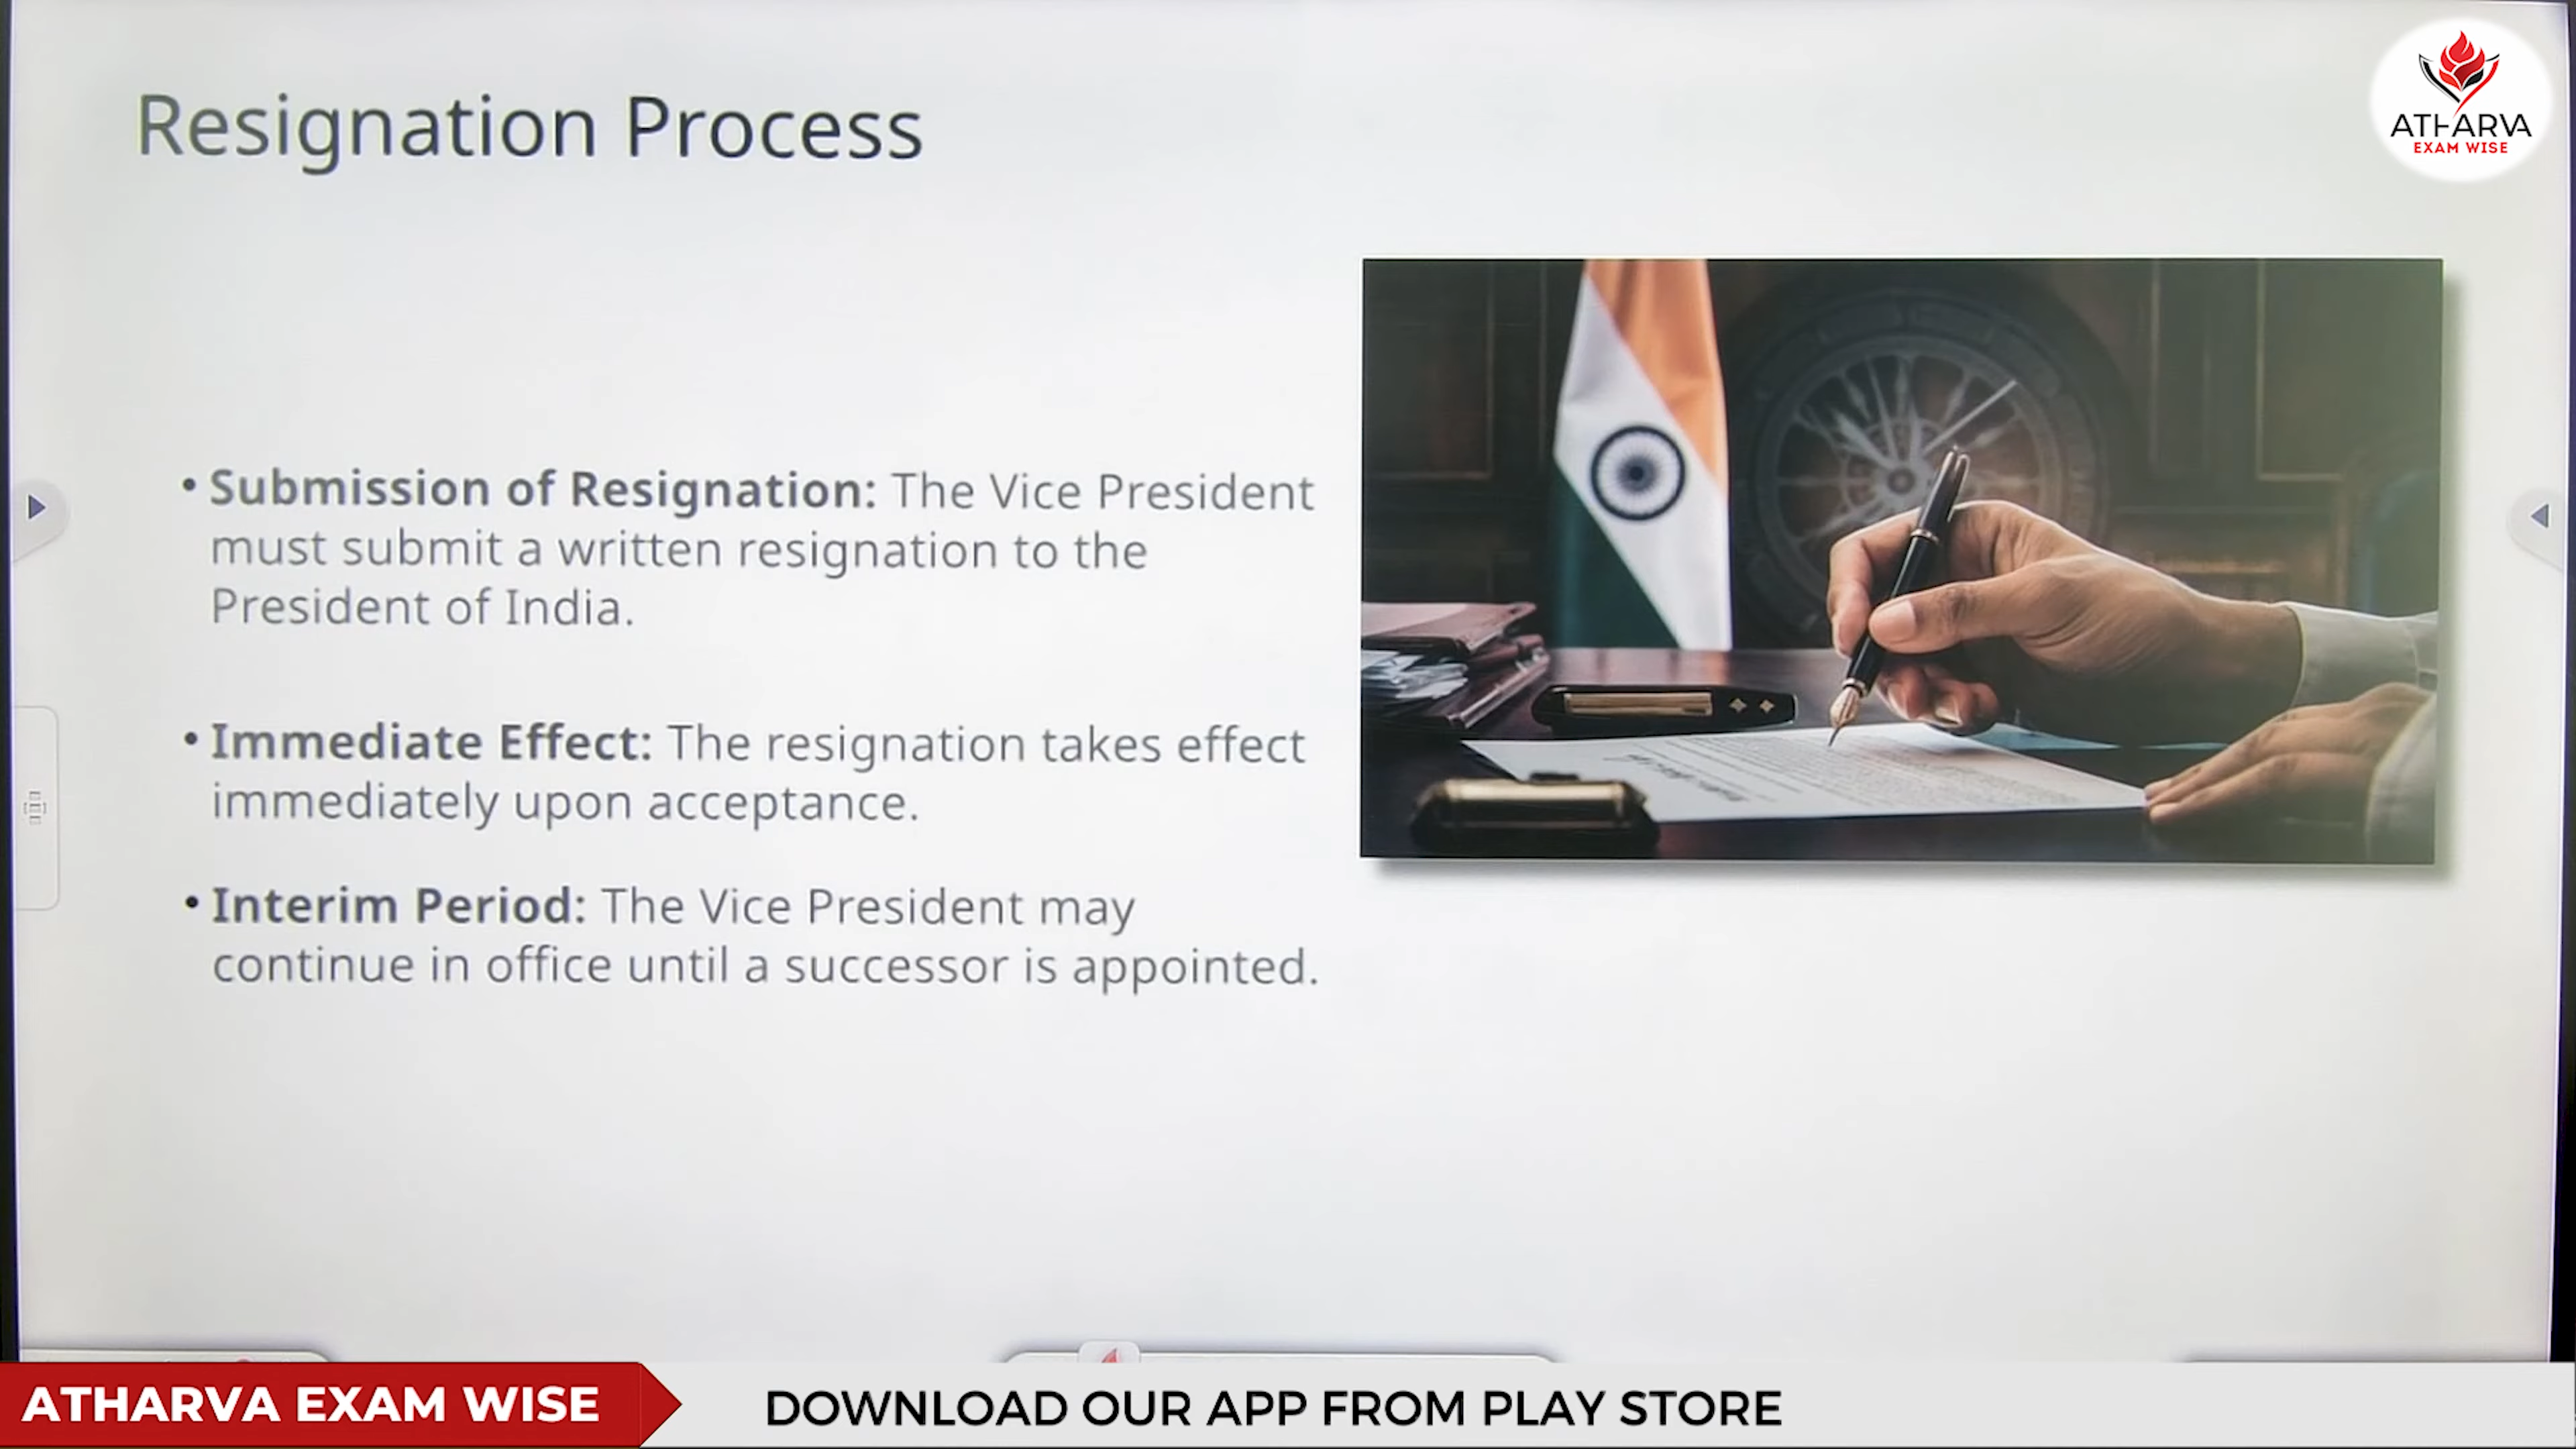 Resignation Process
ATHARVA
EXAM WISE
• Submission of Resignation: The Vice President
must submit a written resignation to the
President of India.
• Immediate Effect: The resignation takes effect
immediately upon acceptance.
• Interim Period: The Vice President may
continue in office until a successor is appointed.
ATHARVA EXAM WISE
DOWNLOAD OUR APP FROM PLAY STORE